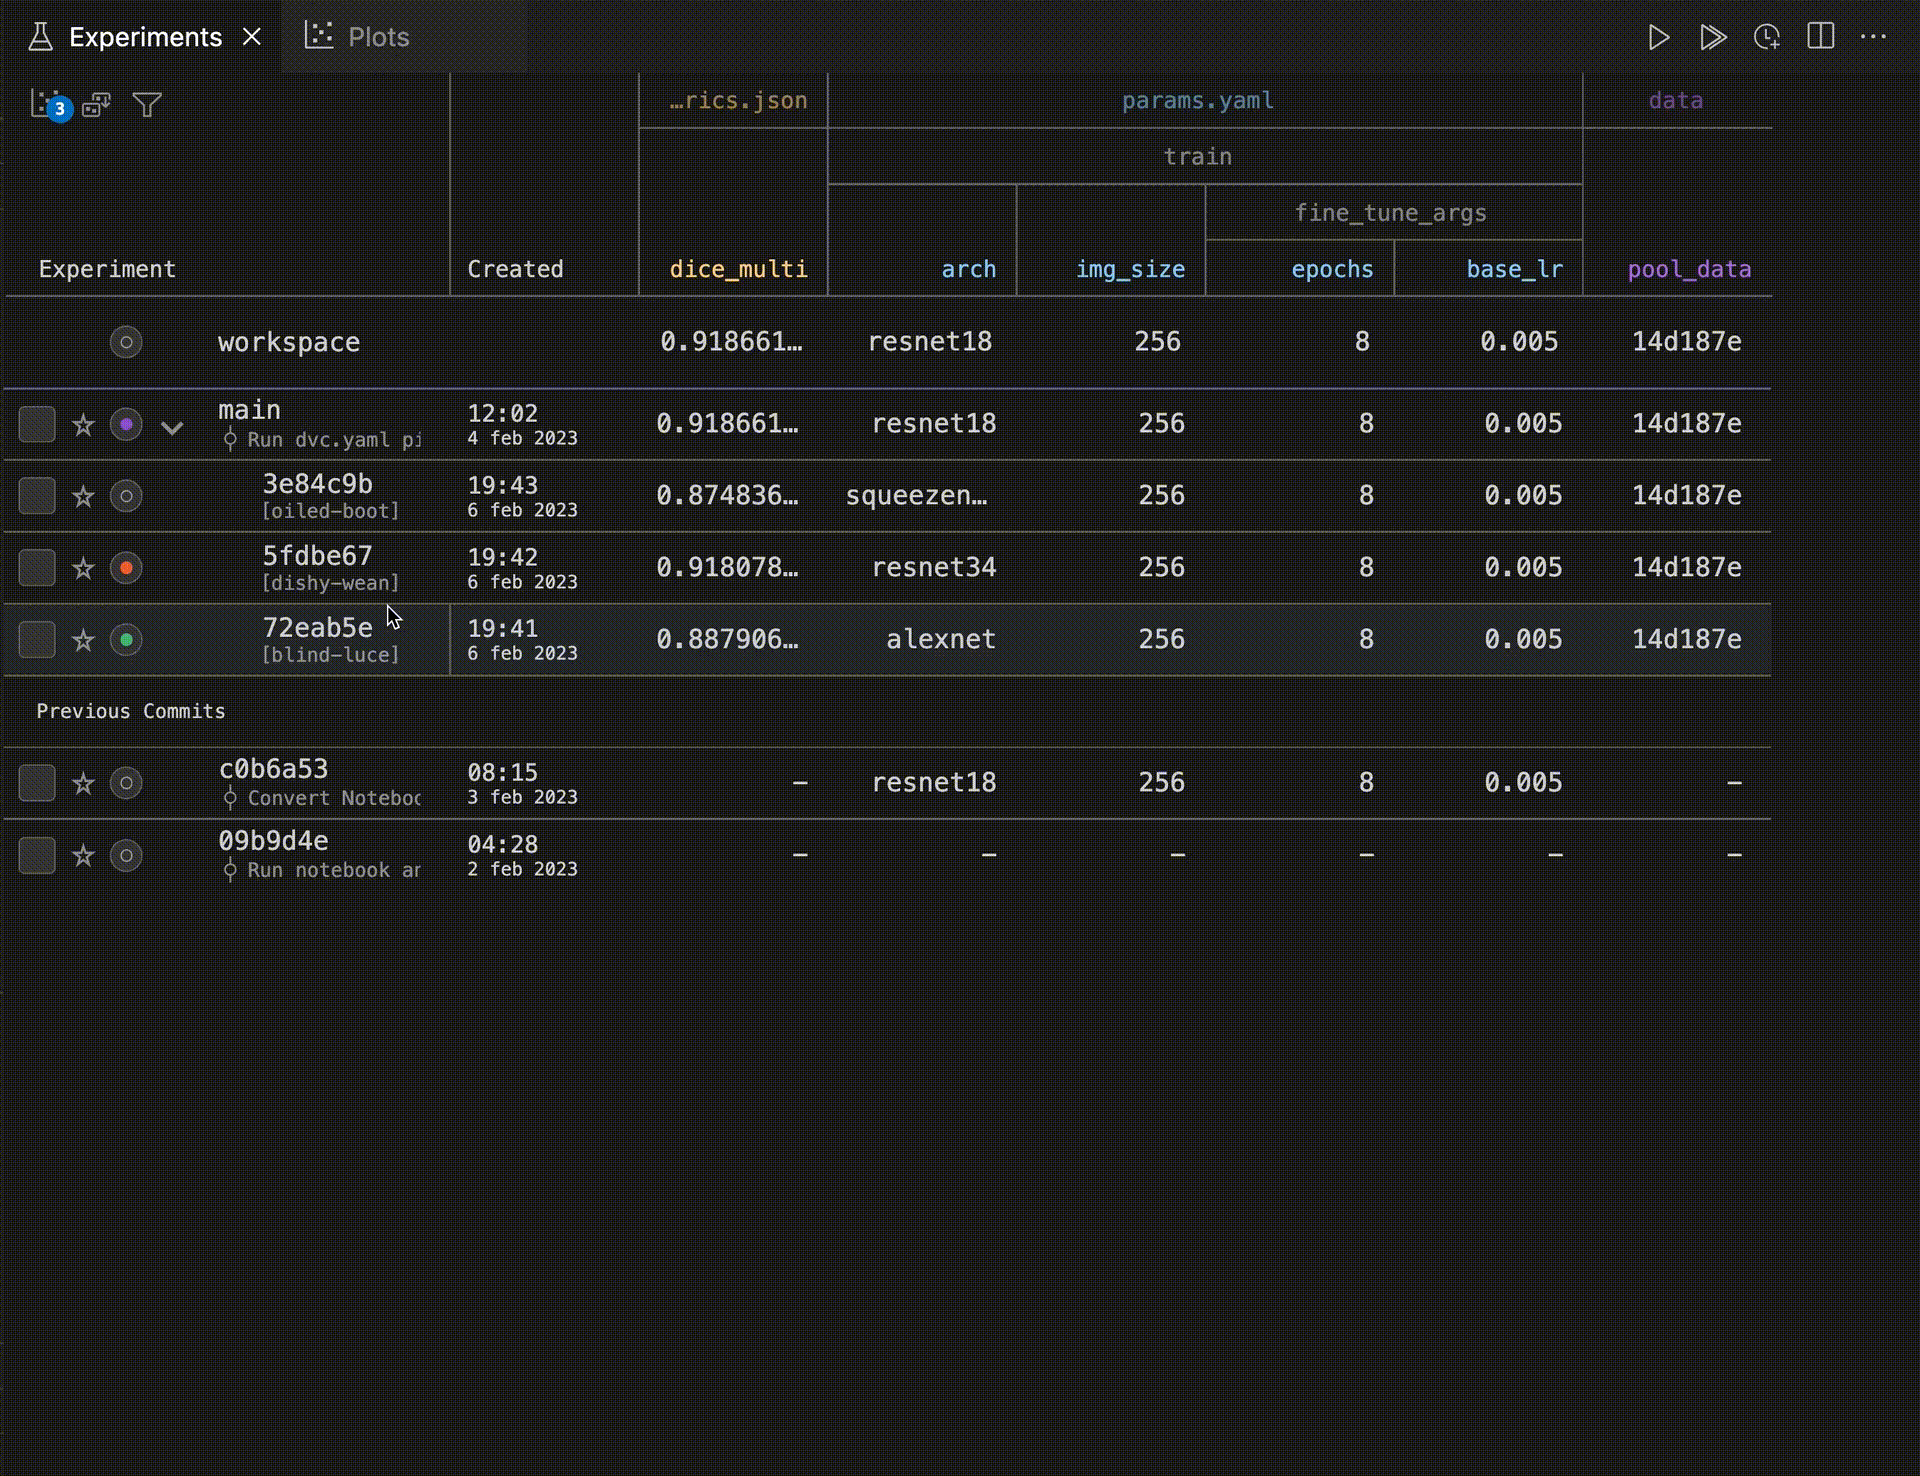 Experiments Plots
3 …rics.json params.yaml data
train
fine_tune_args
Experiment Created dice_multi arch img_size epochs base_lr pool_data
workspace 0.918661… resnet18 256 8 0.005 14d187e
main 12:02 0.918661… resnet18 256 8 0.005 14d187e
Run dvc.yaml pi 4 feb 2023
3e84c9b 19:43 0.874836… squeezen… 256 8 0.005 14d187e
[oiled-boot] 6 feb 2023
5fdbe67 19:42 0.918078… resnet34 256 8 0.005 14d187e
[dishy-wean] 6 feb 2023
72eab5e 19:41 0.887906… alexnet 256 8 0.005 14d187e
[blind-luce] 6 feb 2023
Previous Commits
c0b6a53 08:15 – resnet18 256 8 0.005 –
Convert Noteboo 3 feb 2023
09b9d4e 04:28 – – – – – –
Run notebook an 2 feb 2023